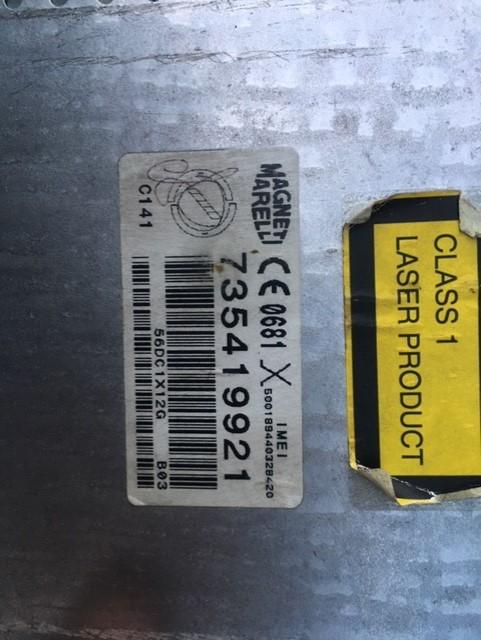 MAGNETI
MARELLI
C141
CE 0681 X
IMEI
500189440328420
735419921
56DC1X12G B03
CLASS 1
LASER PRODUCT